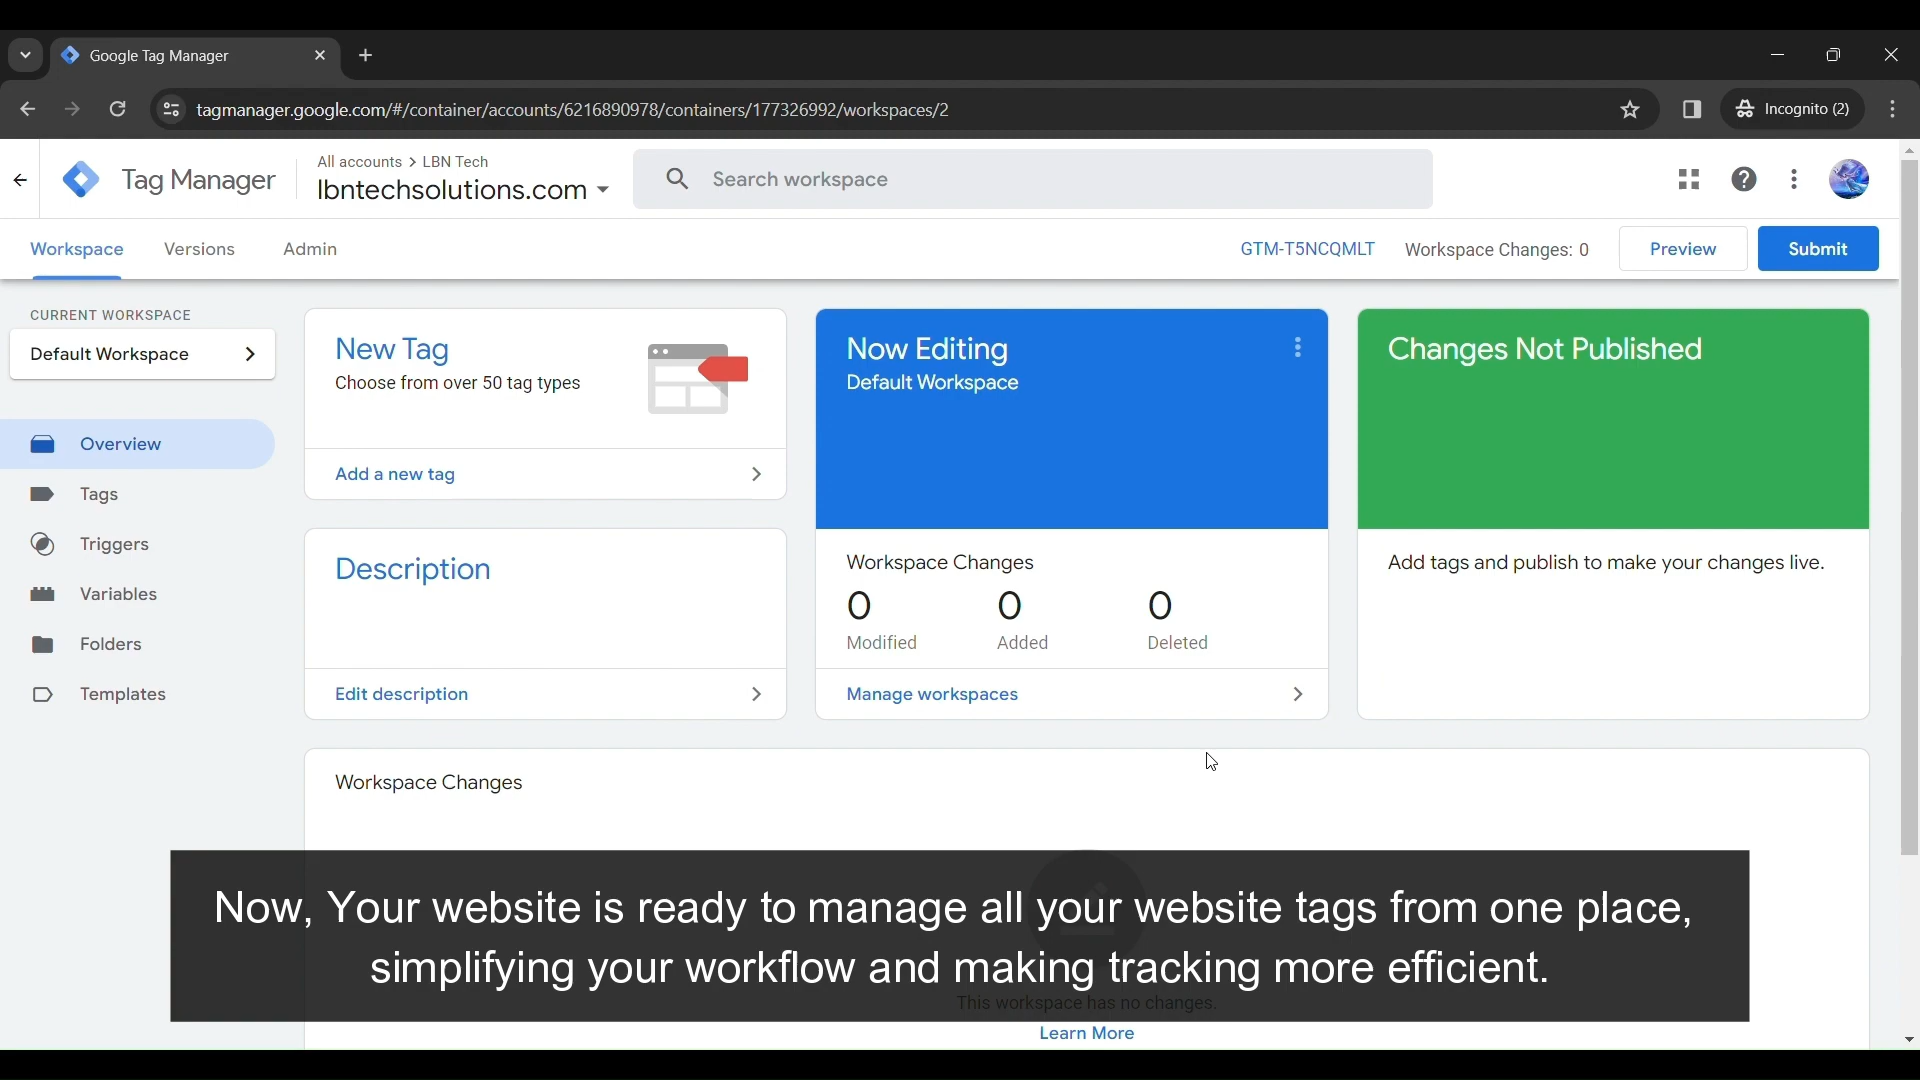 Google Tag Manager
tagmanager.google.com/#/container/accounts/6216890978/containers/177326992/workspaces/2
Incognito (2)
Tag Manager
All accounts > LBN Tech
lbntechsolutions.com
Search workspace
Workspace Versions Admin
GTM-T5NCQMLT Workspace Changes: 0 Preview Submit
CURRENT WORKSPACE
Default Workspace
Overview
Tags
Triggers
Variables
Folders
Templates
New Tag
Choose from over 50 tag types
Add a new tag
Description
Edit description
Now Editing
Default Workspace
Workspace Changes
0 0 0
Modified Added Deleted
Manage workspaces
Changes Not Published
Add tags and publish to make your changes live.
Workspace Changes
Now, Your website is ready to manage all your website tags from one place,
simplifying your workflow and making tracking more efficient.
This workspace has no changes.
Learn More